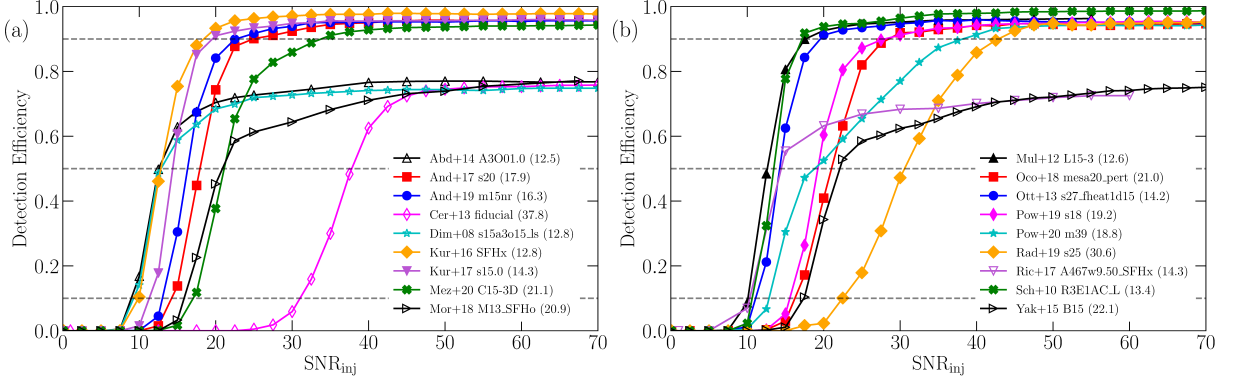 (a)
Detection Efficiency
1.0
0.8
0.6
0.4
0.2
0.0
0 10 20 30 40 50 60 70
SNR_inj
Abd+14 A3O01.0 (12.5)
And+17 s20 (17.9)
And+19 m15nr (16.3)
Cer+13 fiducial (37.8)
Dim+08 s15a3o15_ls (12.8)
Kur+16 SFHx (12.8)
Kur+17 s15.0 (14.3)
Mez+20 C15-3D (21.1)
Mor+18 M13_SFHo (20.9)
(b)
Detection Efficiency
1.0
0.8
0.6
0.4
0.2
0.0
0 10 20 30 40 50 60 70
SNR_inj
Mul+12 L15-3 (12.6)
Oco+18 mesa20_pert (21.0)
Ott+13 s27_fheat1d15 (14.2)
Pow+19 s18 (19.2)
Pow+20 m39 (18.8)
Rad+19 s25 (30.6)
Ric+17 A467w9.50_SFHx (14.3)
Sch+10 R3E1AC_L (13.4)
Yak+15 B15 (22.1)